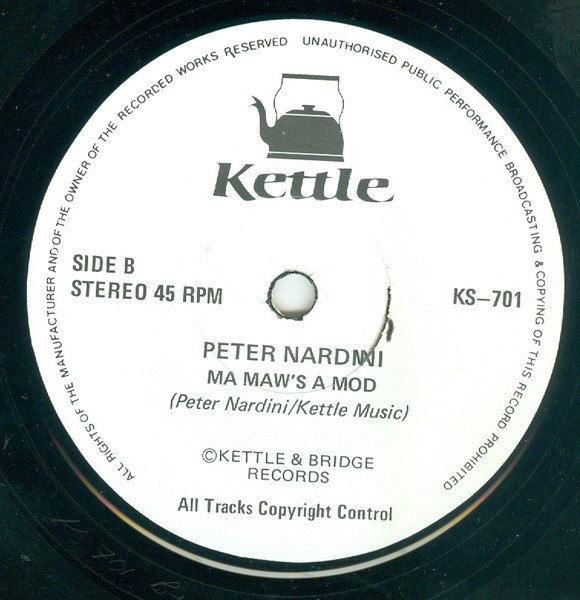 ALL RIGHTS OF THE MANUFACTURER AND OF THE OWNER OF THE RECORDED WORKS RESERVED UNAUTHORISED PUBLIC PERFORMANCE BROADCASTING & COPYING OF THIS RECORD PROHIBITED
Kettle
SIDE B
STEREO 45 RPM
KS–701
PETER NARDINI
MA MAW'S A MOD
(Peter Nardini/Kettle Music)
©KETTLE & BRIDGE
RECORDS
All Tracks Copyright Control